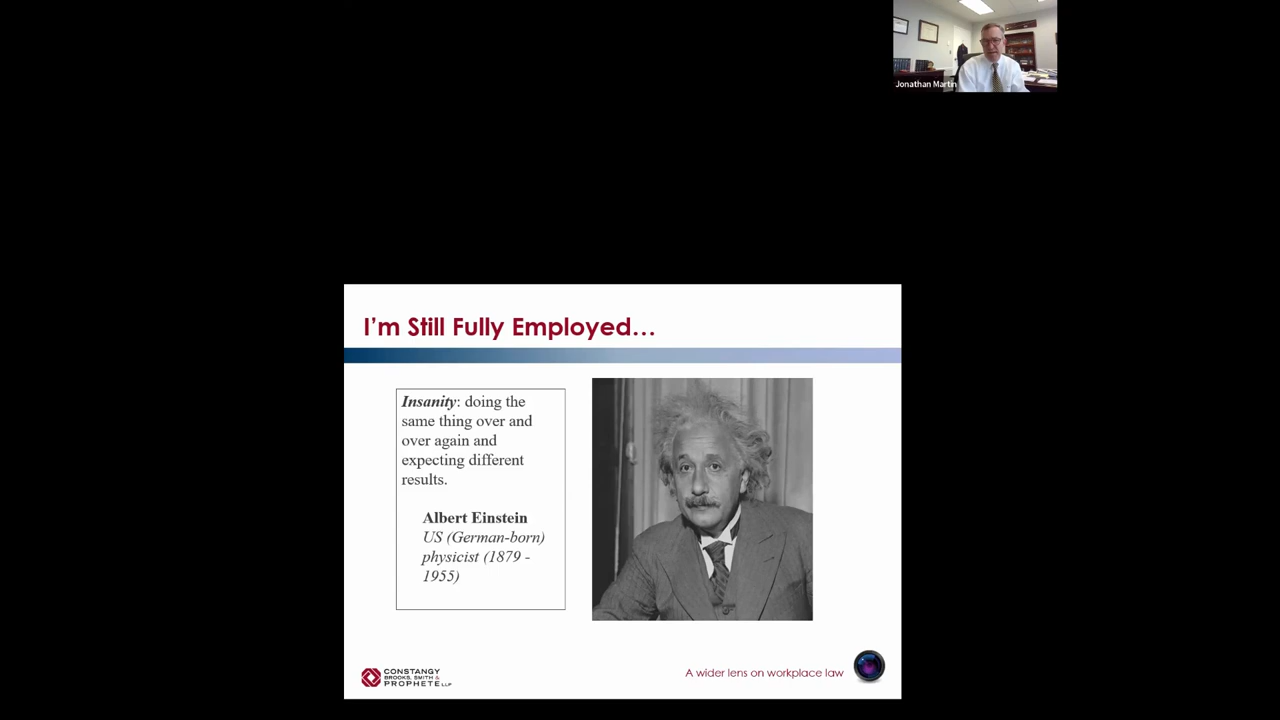 Jonathan Martin
I'm Still Fully Employed...
Insanity: doing the
same thing over and
over again and
expecting different
results.
Albert Einstein
US (German-born)
physicist (1879 -
1955)
CONSTANGY
BROOKS, SMITH &
PROPHETE LLP
A wider lens on workplace law